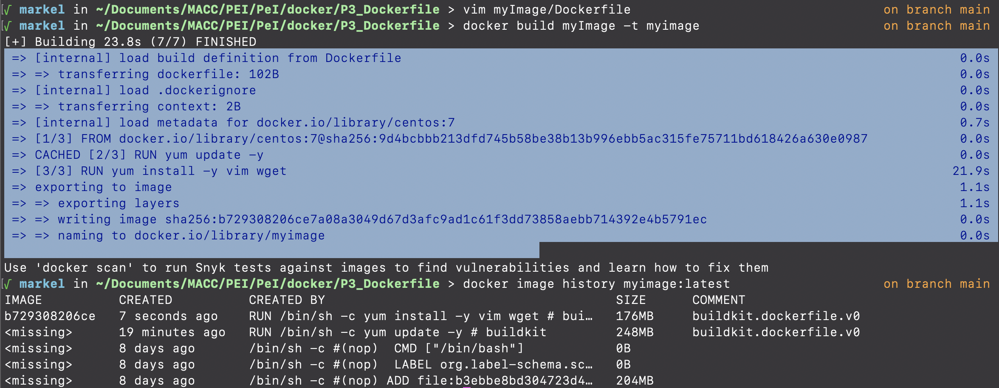 [√ markel in ~/Documents/MACC/PEI/PeI/docker/P3_Dockerfile > vim myImage/Dockerfile on branch main
[√ markel in ~/Documents/MACC/PEI/PeI/docker/P3_Dockerfile > docker build myImage -t myimage on branch main
[+] Building 23.8s (7/7) FINISHED
=> [internal] load build definition from Dockerfile 0.0s
=> => transferring dockerfile: 102B 0.0s
=> [internal] load .dockerignore 0.0s
=> => transferring context: 2B 0.0s
=> [internal] load metadata for docker.io/library/centos:7 0.7s
=> [1/3] FROM docker.io/library/centos:7@sha256:9d4bcbbb213dfd745b58be38b13b996ebb5ac315fe75711bd618426a630e0987 0.0s
=> CACHED [2/3] RUN yum update -y 0.0s
=> [3/3] RUN yum install -y vim wget 21.9s
=> exporting to image 1.1s
=> => exporting layers 1.1s
=> => writing image sha256:b729308206ce7a08a3049d67d3afc9ad1c61f3dd73858aebb714392e4b5791ec 0.0s
=> => naming to docker.io/library/myimage 0.0s
Use 'docker scan' to run Snyk tests against images to find vulnerabilities and learn how to fix them
[√ markel in ~/Documents/MACC/PEI/PeI/docker/P3_Dockerfile > docker image history myimage:latest on branch main
IMAGE CREATED CREATED BY SIZE COMMENT
b729308206ce 7 seconds ago RUN /bin/sh -c yum install -y vim wget # bui… 176MB buildkit.dockerfile.v0
<missing> 19 minutes ago RUN /bin/sh -c yum update -y # buildkit 248MB buildkit.dockerfile.v0
<missing> 8 days ago /bin/sh -c #(nop) CMD ["/bin/bash"] 0B
<missing> 8 days ago /bin/sh -c #(nop) LABEL org.label-schema.sc… 0B
<missing> 8 days ago /bin/sh -c #(nop) ADD file:b3ebbe8bd304723d4… 204MB